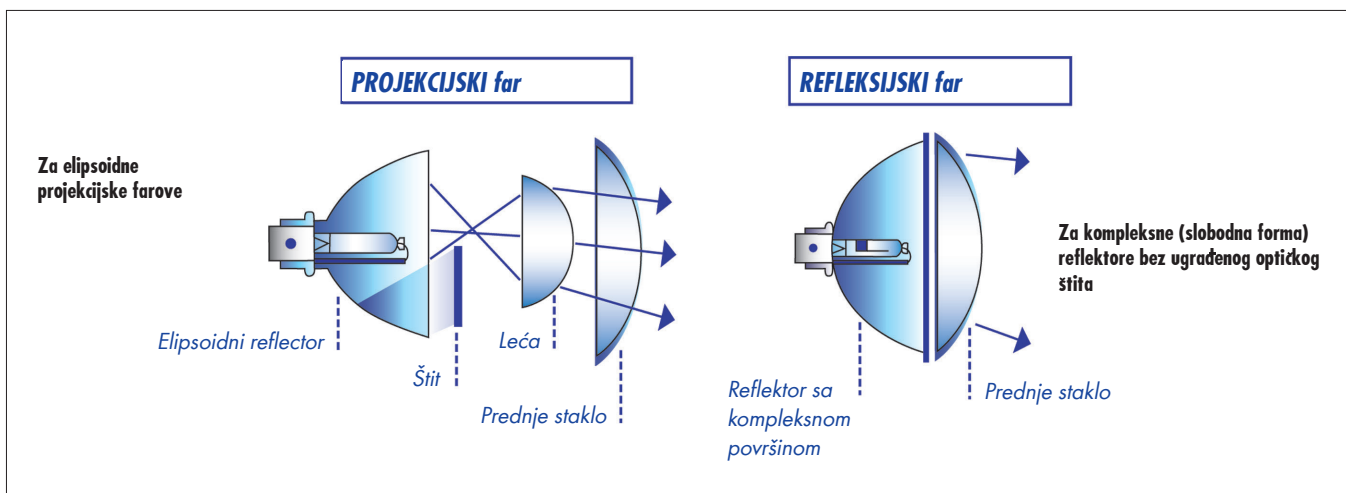 PROJEKCIJSKI far
REFLEKSIJSKI far
Za elipsoidne
projekcijske farove
Za kompleksne (slobodna forma)
reflektore bez ugrađenog optičkog
štita
Elipsoidni reflector
Štit
Leća
Prednje staklo
Reflektor sa
kompleksnom
površinom
Prednje staklo